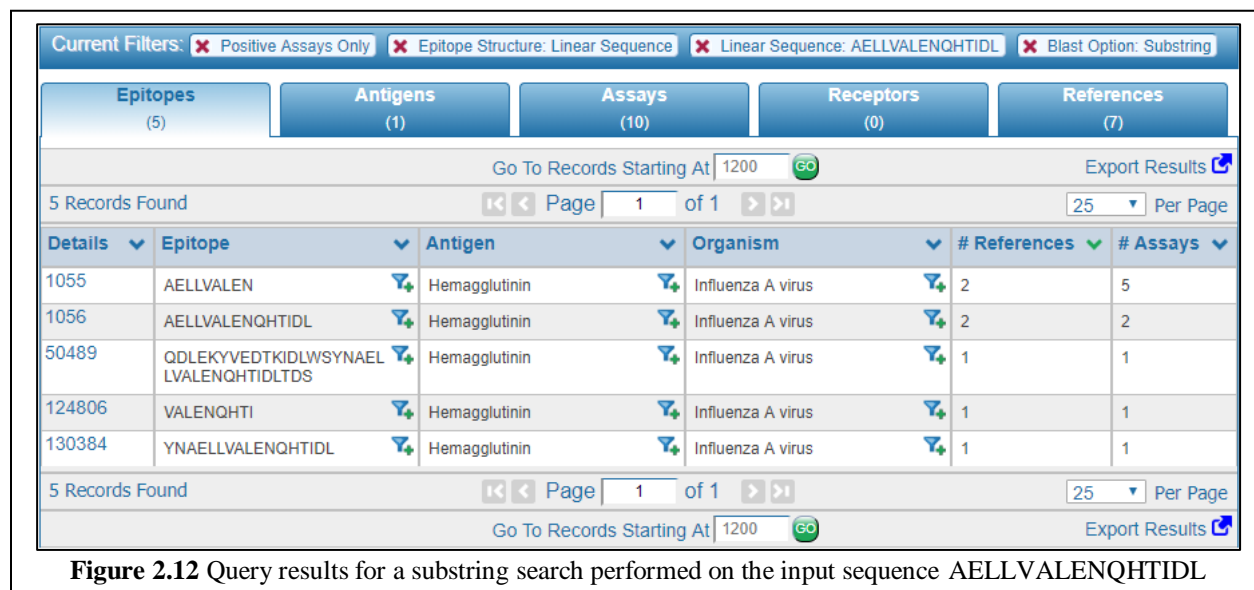 Current Filters: Positive Assays Only Epitope Structure: Linear Sequence Linear Sequence: AELLVALENQHTIDL Blast Option: Substring
Epitopes Antigens Assays Receptors References
(5) (1) (10) (0) (7)
Go To Records Starting At 1200 GO Export Results
5 Records Found Page 1 of 1 25 Per Page
Details Epitope Antigen Organism # References # Assays
1055 AELLVALEN Hemagglutinin Influenza A virus 2 5
1056 AELLVALENQHTIDL Hemagglutinin Influenza A virus 2 2
50489 QDLEKYVEDTKIDLWSYNAEL Hemagglutinin Influenza A virus 1 1
LVALENQHTIDLTDS
124806 VALENQHTI Hemagglutinin Influenza A virus 1 1
130384 YNAELLVALENQHTIDL Hemagglutinin Influenza A virus 1 1
5 Records Found Page 1 of 1 25 Per Page
Go To Records Starting At 1200 GO Export Results
Figure 2.12 Query results for a substring search performed on the input sequence AELLVALENQHTIDL